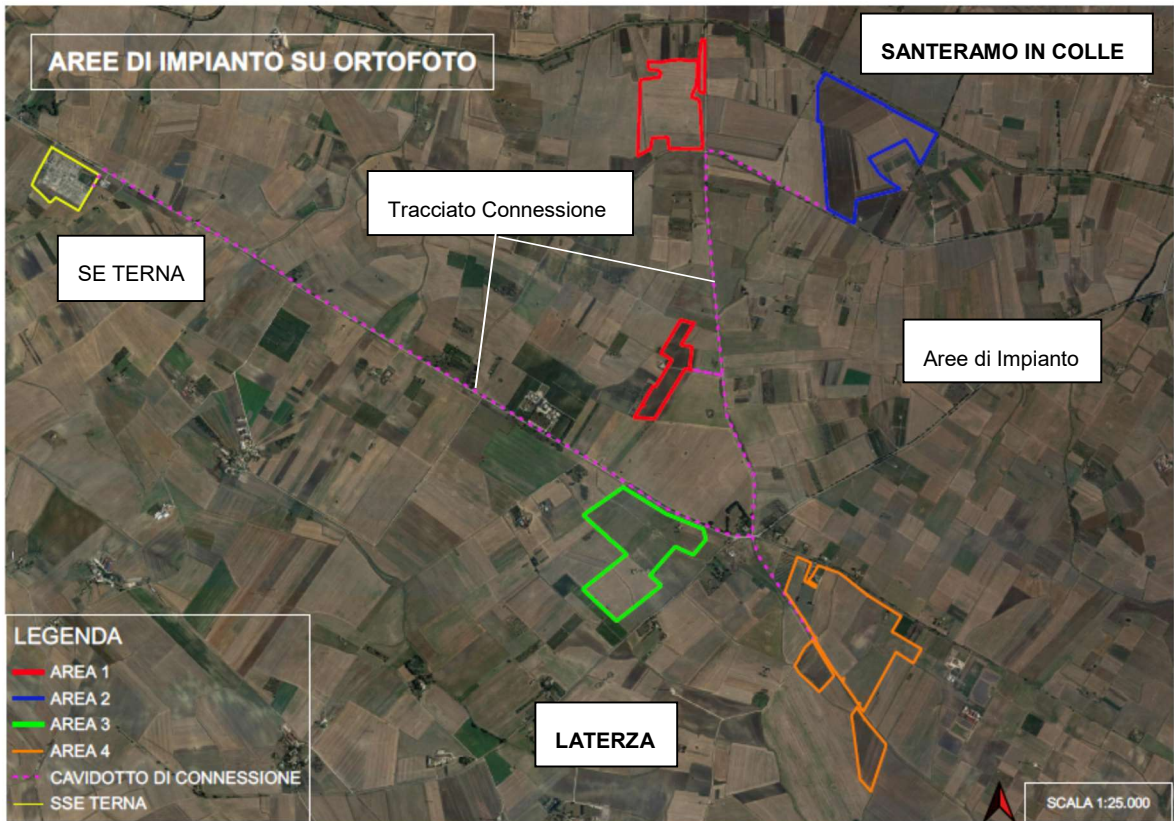 AREE DI IMPIANTO SU ORTOFOTO
SANTERAMO IN COLLE
Tracciato Connessione
SE TERNA
Aree di Impianto
LATERZA
LEGENDA
AREA 1
AREA 2
AREA 3
AREA 4
CAVIDOTTO DI CONNESSIONE
SSE TERNA
SCALA 1:25.000